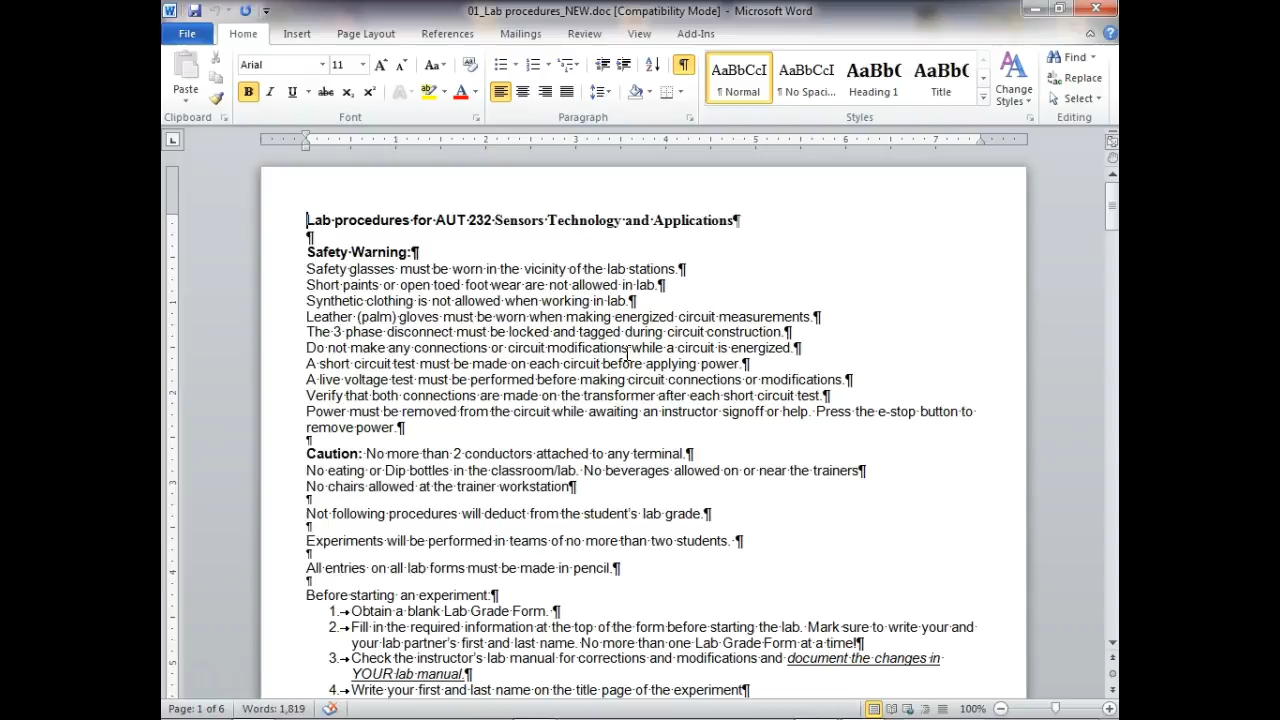 01_Lab procedures_NEW.doc [Compatibility Mode] - Microsoft Word
File Home Insert Page Layout References Mailings Review View Add-Ins
Paste
Clipboard
Arial 11
Font
Paragraph
AaBbCcI AaBbCcI AaBbC AaBbC
¶ Normal ¶ No Spaci... Heading 1 Title
Styles
Change Styles
Find
Replace
Select
Editing
1 2 3 4 5 6 7
Lab procedures for AUT 232 Sensors Technology and Applications¶
¶
Safety Warning:¶
Safety glasses must be worn in the vicinity of the lab stations.¶
Short paints or open toed foot wear are not allowed in lab.¶
Synthetic clothing is not allowed when working in lab.¶
Leather (palm) gloves must be worn when making energized circuit measurements.¶
The 3 phase disconnect must be locked and tagged during circuit construction.¶
Do not make any connections or circuit modifications while a circuit is energized.¶
A short circuit test must be made on each circuit before applying power.¶
A live voltage test must be performed before making circuit connections or modifications.¶
Verify that both connections are made on the transformer after each short circuit test.¶
Power must be removed from the circuit while awaiting an instructor signoff or help. Press the e-stop button to
remove power.¶
¶
Caution: No more than 2 conductors attached to any terminal.¶
No eating or Dip bottles in the classroom/lab. No beverages allowed on or near the trainers¶
No chairs allowed at the trainer workstation¶
¶
Not following procedures will deduct from the student's lab grade.¶
¶
Experiments will be performed in teams of no more than two students. ¶
¶
All entries on all lab forms must be made in pencil.¶
¶
Before starting an experiment:¶
1.→Obtain a blank Lab Grade Form. ¶
2.→Fill in the required information at the top of the form before starting the lab. Mark sure to write your and
your lab partner's first and last name. No more than one Lab Grade Form at a time!¶
3.→Check the instructor's lab manual for corrections and modifications and document the changes in
YOUR lab manual.¶
4.→Write your first and last name on the title page of the experiment¶
Page: 1 of 6 Words: 1,819 100%